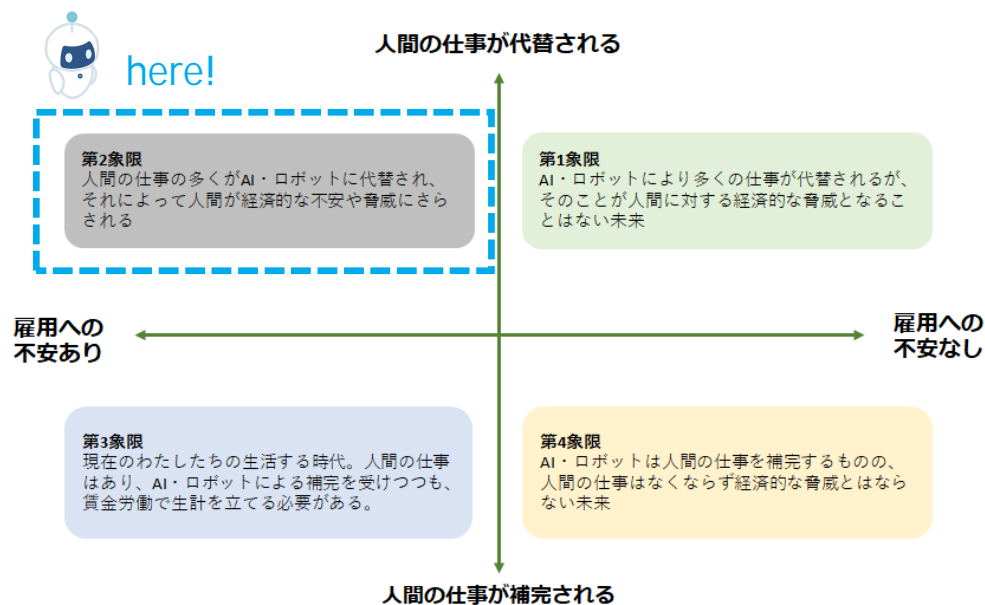 人間の仕事が代替される
here!
第2象限
人間の仕事の多くがAI・ロボットに代替され、
それによって人間が経済的な不安や脅威にさら
される
第1象限
AI・ロボットにより多くの仕事が代替されるが、
そのことが人間に対する経済的な脅威となるこ
とはない未来
雇用への
不安あり
雇用への
不安なし
第3象限
現在のわたしたちの生活する時代。人間の仕事
はあり、AI・ロボットによる補完を受けつつも、
賃金労働で生計を立てる必要がある。
第4象限
AI・ロボットは人間の仕事を補完するものの、
人間の仕事はなくならず経済的な脅威とはなら
ない未来
人間の仕事が補完される